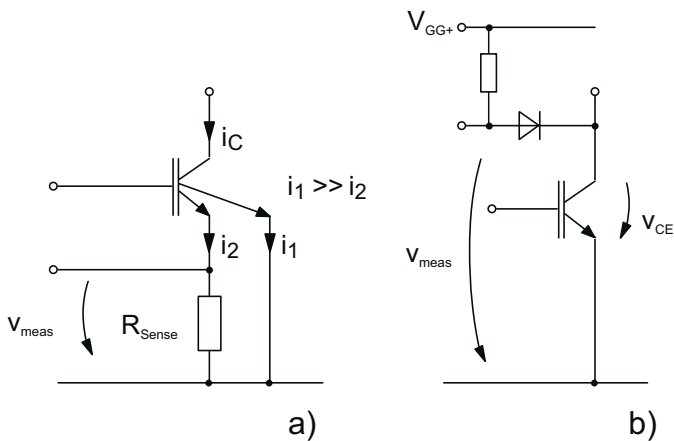 i_C
i_1 >> i_2
i_2
i_1
v_meas
R_Sense
a)
V_GG+
v_CE
v_meas
b)